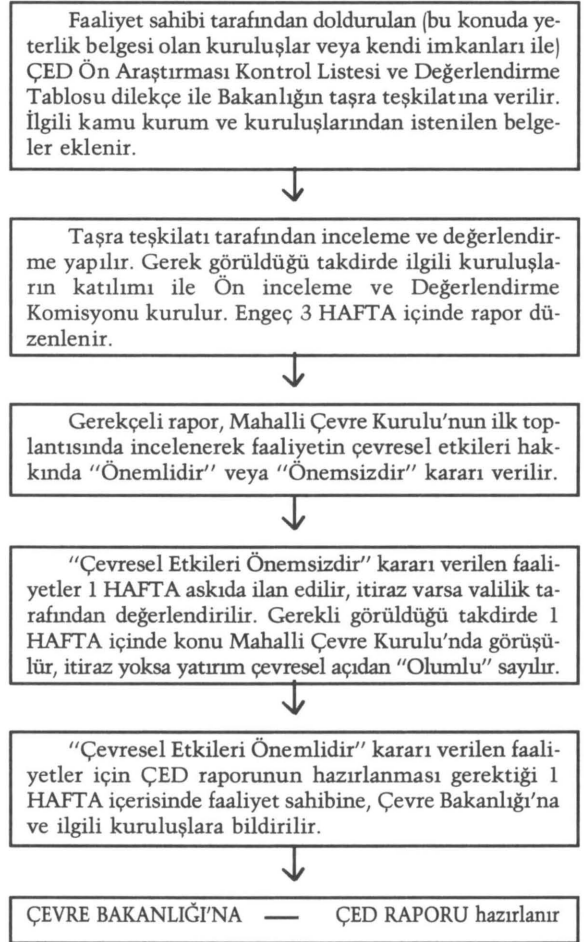 Faaliyet sahibi tarafından doldurulan (bu konuda ye-
terlik belgesi olan kuruluşlar veya kendi imkanları ile)
ÇED Ön Araştırması Kontrol Listesi ve Değerlendirme
Tablosu dilekçe ile Bakanlığın taşra teşkilatına verilir.
İlgili kamu kurum ve kuruluşlarından istenilen belge-
ler eklenir.
Taşra teşkilatı tarafından inceleme ve değerlendir-
me yapılır. Gerek görüldüğü takdirde ilgili kuruluşla-
rın katılımı ile Ön inceleme ve Değerlendirme
Komisyonu kurulur. Engeç 3 HAFTA içinde rapor dü-
zenlenir.
Gerekçeli rapor, Mahalli Çevre Kurulu'nun ilk top-
lantısında incelenerek faaliyetin çevresel etkileri hak-
kında "Önemlidir" veya "Önemsizdir" kararı verilir.
"Çevresel Etkileri Önemsizdir" kararı verilen faali-
yetler 1 HAFTA askıda ilan edilir, itiraz varsa valilik ta-
rafından değerlendirilir. Gerekli görüldüğü takdirde 1
HAFTA içinde konu Mahalli Çevre Kurulu'nda görüşü-
lür, itiraz yoksa yatırım çevresel açıdan "Olumlu" sayılır.
"Çevresel Etkileri Önemlidir" kararı verilen faali-
yetler için ÇED raporunun hazırlanması gerektiği 1
HAFTA içerisinde faaliyet sahibine, Çevre Bakanlığı'na
ve ilgili kuruluşlara bildirilir.
ÇEVRE BAKANLIĞI'NA — ÇED RAPORU hazırlanır